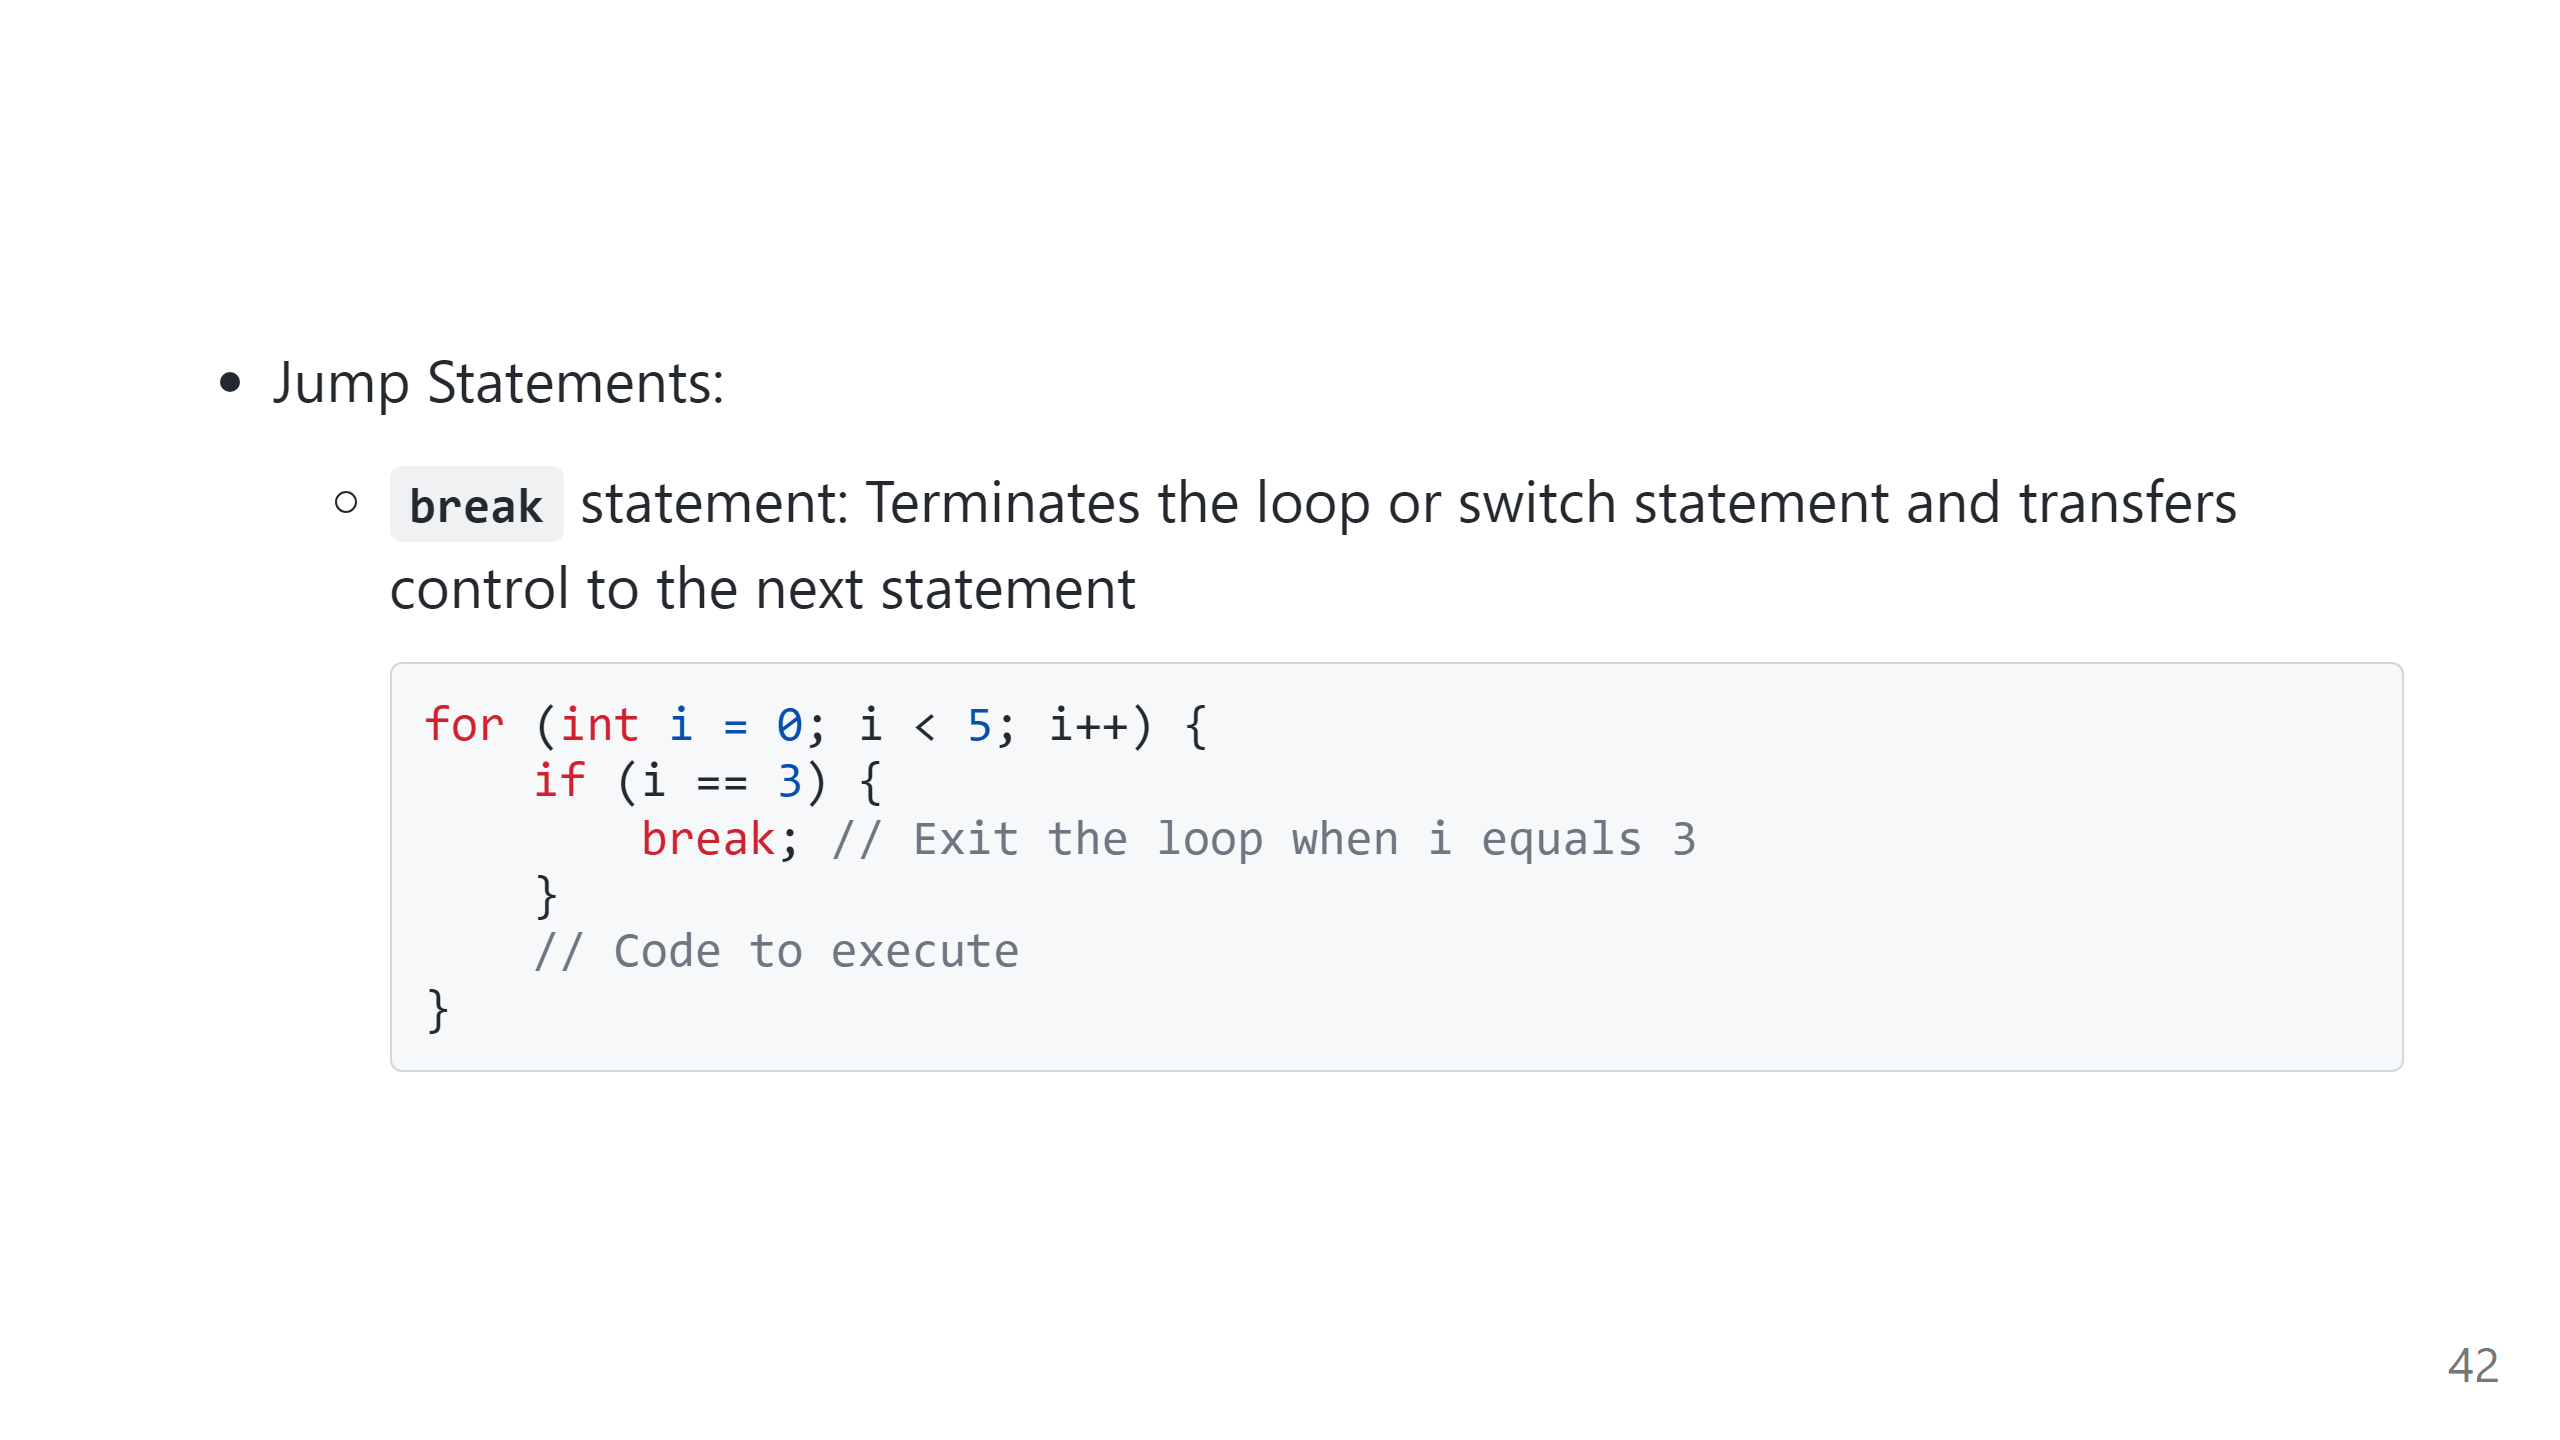 Jump Statements:
break statement: Terminates the loop or switch statement and transfers
control to the next statement
for (int i = 0; i < 5; i++) {
    if (i == 3) {
        break; // Exit the loop when i equals 3
    }
    // Code to execute
}
42